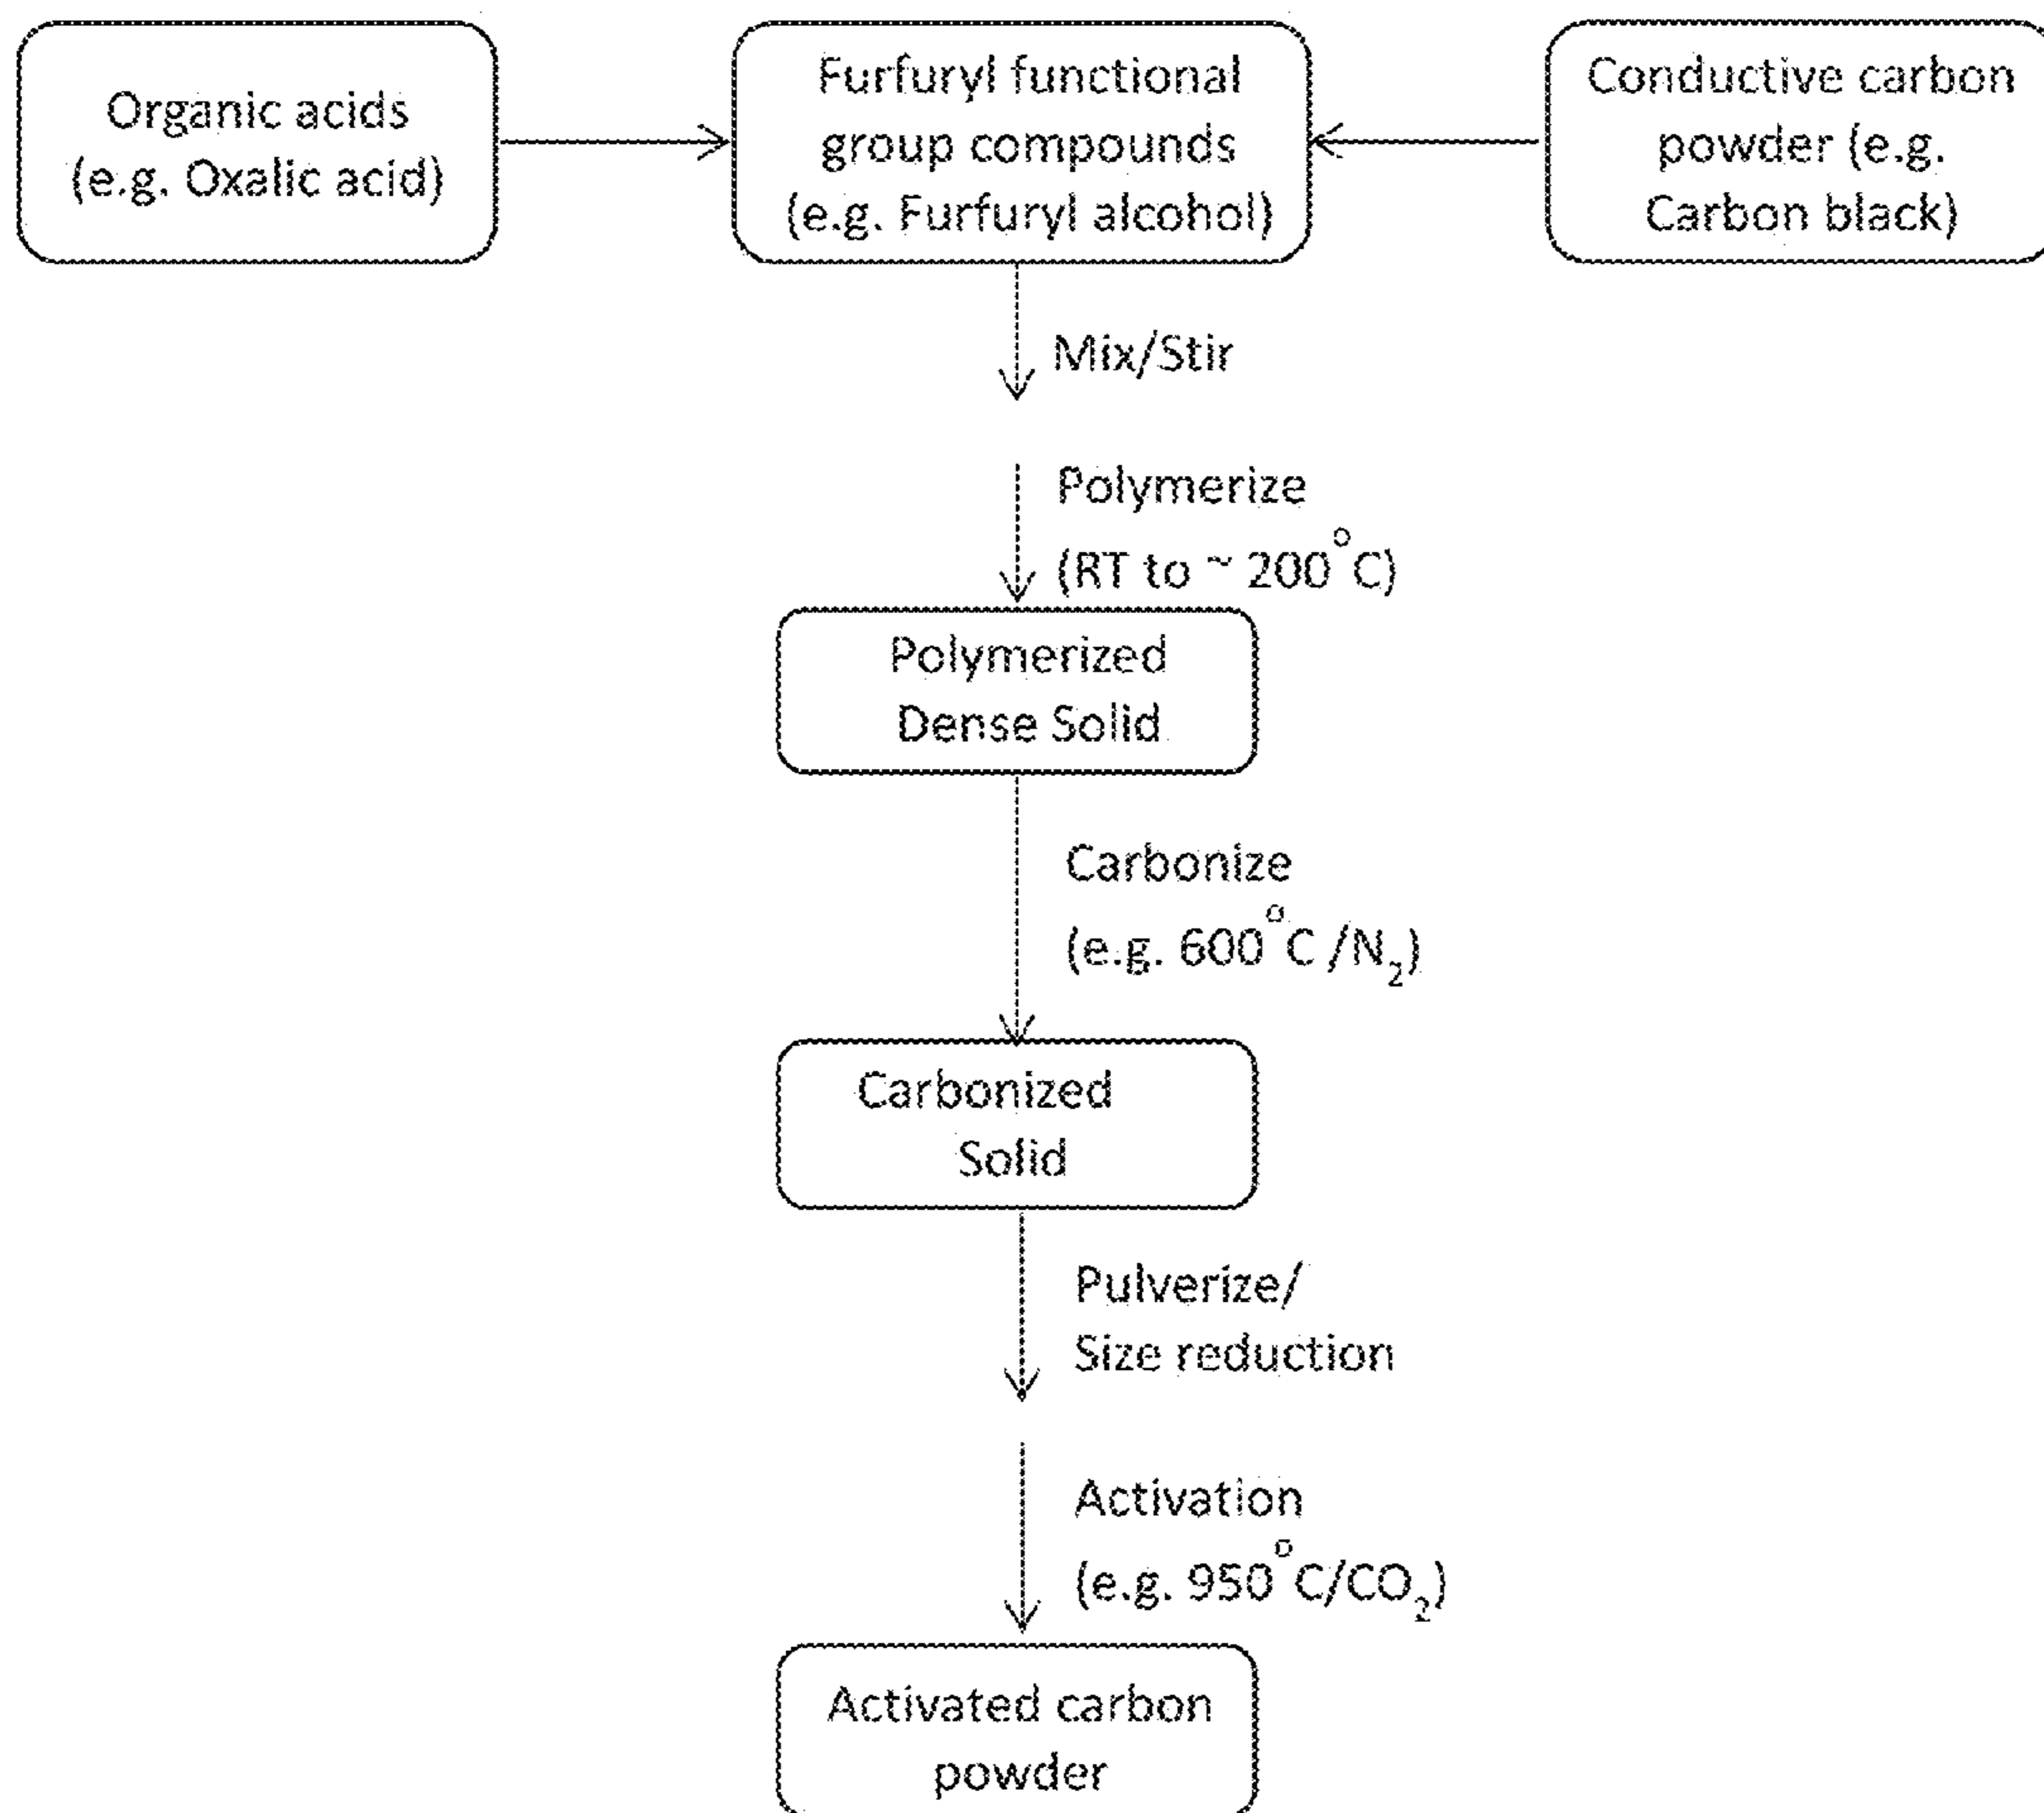 Organic acids
(e.g. Oxalic acid)
Furfuryl functional
group compounds
(e.g. Furfuryl alcohol)
Conductive carbon
powder (e.g.
Carbon black)
Mix/Stir
Polymerize
(RT to ~ 200°C)
Polymerized
Dense Solid
Carbonize
(e.g. 600°C /N₂)
Carbonized
Solid
Pulverize/
Size reduction
Activation
(e.g. 950°C/CO₂)
Activated carbon
powder